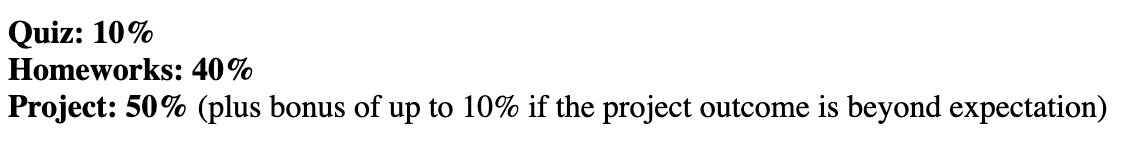 Quiz: 10%
Homeworks: 40%
Project: 50% (plus bonus of up to 10% if the project outcome is beyond expectation)